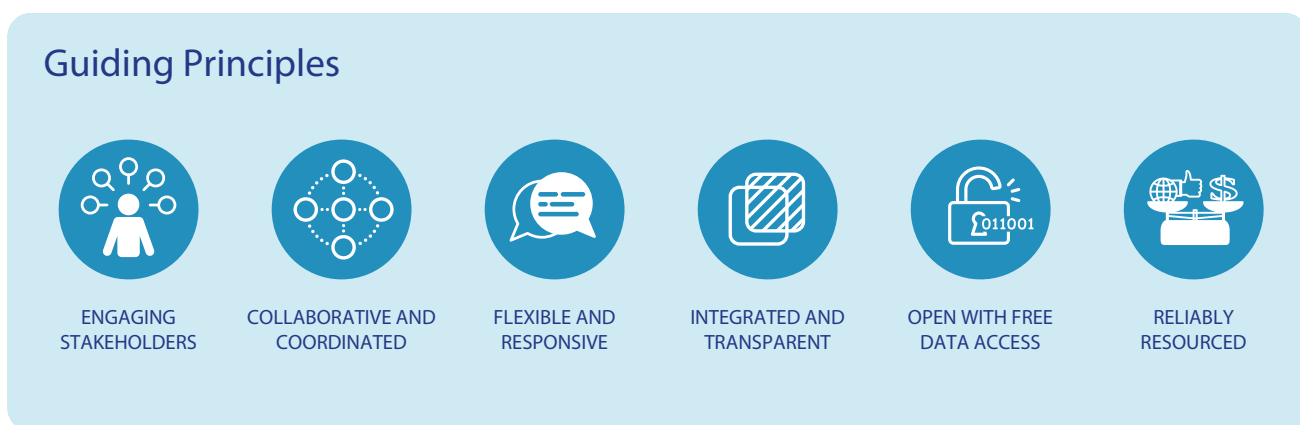 Guiding Principles
011001
ENGAGING
STAKEHOLDERS
COLLABORATIVE AND
COORDINATED
FLEXIBLE AND
RESPONSIVE
INTEGRATED AND
TRANSPARENT
OPEN WITH FREE
DATA ACCESS
RELIABLY
RESOURCED